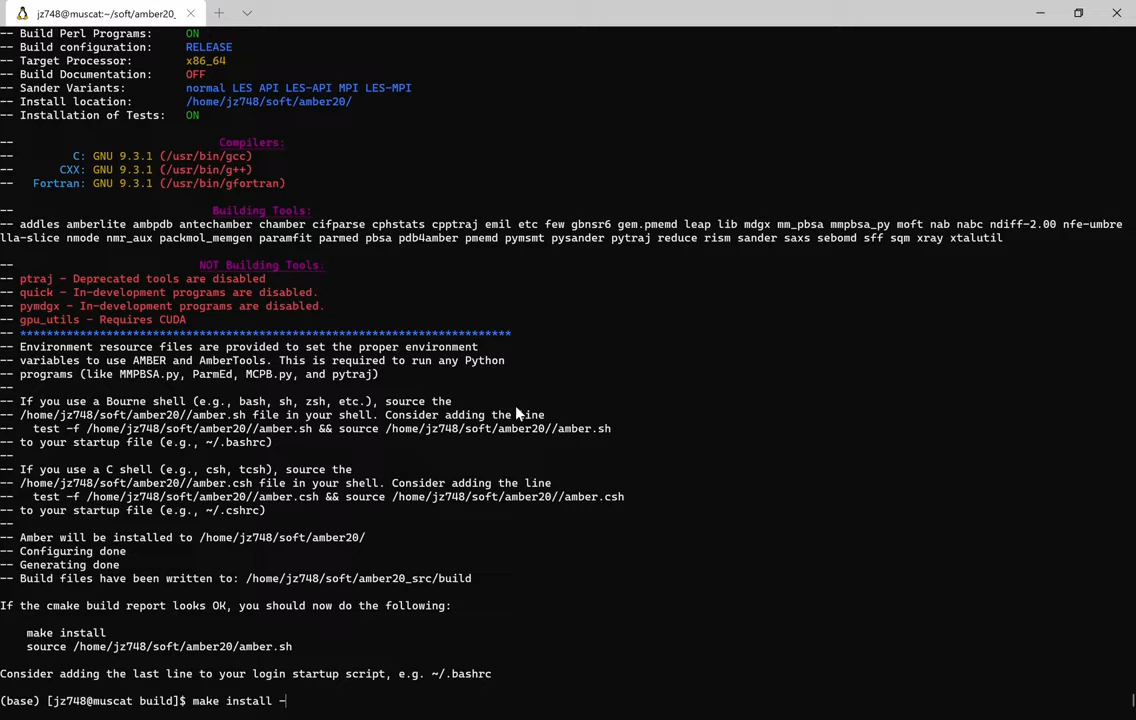 jz748@muscat:~/soft/amber20_
-- Build Perl Programs: ON
-- Build configuration: RELEASE
-- Target Processor: x86_64
-- Build Documentation: OFF
-- Sander Variants: normal LES API LES-API MPI LES-MPI
-- Install location: /home/jz748/soft/amber20/
-- Installation of Tests: ON
-- Compilers:
-- C: GNU 9.3.1 (/usr/bin/gcc)
-- CXX: GNU 9.3.1 (/usr/bin/g++)
-- Fortran: GNU 9.3.1 (/usr/bin/gfortran)
-- Building Tools:
-- addles amberlite ambpdb antechamber chamber cifparse cphstats cpptraj emil etc few gbnsr6 gem.pmemd leap lib mdgx mm_pbsa mmpbsa_py moft nab nabc ndiff-2.00 nfe-umbre
lla-slice nmode nmr_aux packmol_memgen paramfit parmed pbsa pdb4amber pmemd pymsmt pysander pytraj reduce rism sander saxs sebomd sff sqm xray xtalutil
-- NOT Building Tools:
-- ptraj - Deprecated tools are disabled
-- quick - In-development programs are disabled.
-- pymdgx - In-development programs are disabled.
-- gpu_utils - Requires CUDA
-- **************************************************************************
-- Environment resource files are provided to set the proper environment
-- variables to use AMBER and AmberTools. This is required to run any Python
-- programs (like MMPBSA.py, ParmEd, MCPB.py, and pytraj)
--
-- If you use a Bourne shell (e.g., bash, sh, zsh, etc.), source the
-- /home/jz748/soft/amber20//amber.sh file in your shell. Consider adding the line
-- test -f /home/jz748/soft/amber20//amber.sh && source /home/jz748/soft/amber20//amber.sh
-- to your startup file (e.g., ~/.bashrc)
--
-- If you use a C shell (e.g., csh, tcsh), source the
-- /home/jz748/soft/amber20//amber.csh file in your shell. Consider adding the line
-- test -f /home/jz748/soft/amber20//amber.csh && source /home/jz748/soft/amber20//amber.csh
-- to your startup file (e.g., ~/.cshrc)
--
-- Amber will be installed to /home/jz748/soft/amber20/
-- Configuring done
-- Generating done
-- Build files have been written to: /home/jz748/soft/amber20_src/build
If the cmake build report looks OK, you should now do the following:
make install
source /home/jz748/soft/amber20/amber.sh
Consider adding the last line to your login startup script, e.g. ~/.bashrc
(base) [jz748@muscat build]$ make install -